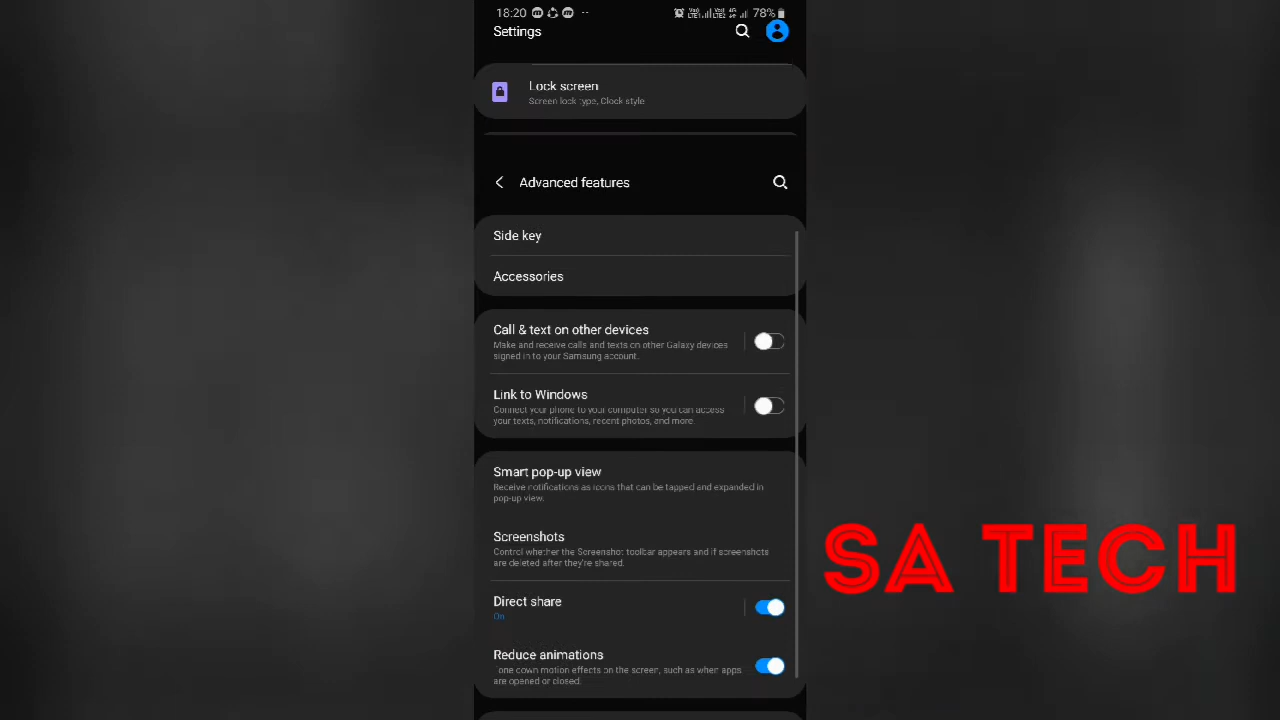 18:20 78%
Settings
Lock screen
Screen lock type, Clock style
Advanced features
Side key
Accessories
Call & text on other devices
Make and receive calls and texts on other Galaxy devices
signed in to your Samsung account.
Link to Windows
Connect your phone to your computer so you can access
your texts, notifications, recent photos, and more.
Smart pop-up view
Receive notifications as icons that can be tapped and expanded in
pop-up view.
Screenshots
Control whether the Screenshot toolbar appears and if screenshots
are deleted after they're shared.
SA TECH
Direct share
On
Reduce animations
Tone down motion effects on the screen, such as when apps
are opened or closed.